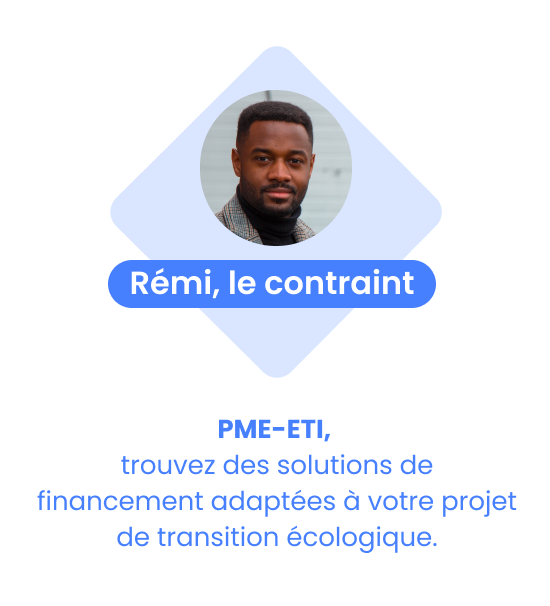 Rémi, le contraint
PME-ETI,
trouvez des solutions de
financement adaptées à votre projet
de transition écologique.